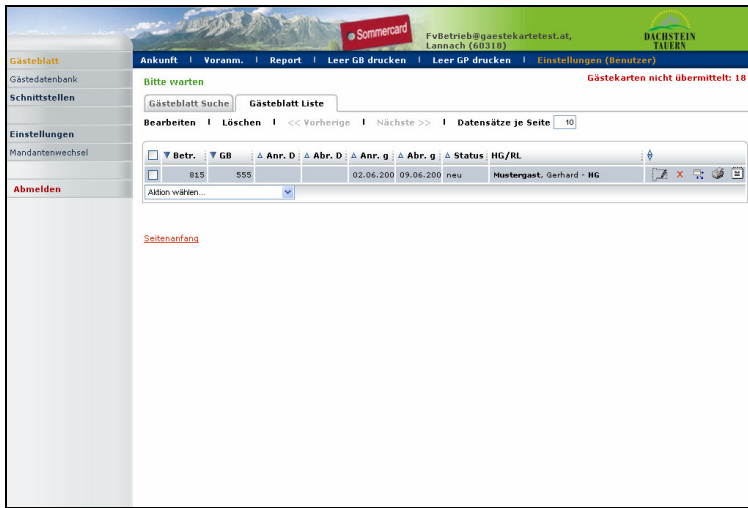 Sommercard
FvBetrieb@gaestekartetest.at,
Lannach (60318)
DACHSTEIN
TAUERN
Gästeblatt
Gästedatenbank
Schnittstellen
Einstellungen
Mandantenwechsel
Abmelden
Ankunft | Voranm. | Report | Leer GB drucken | Leer GP drucken | Einstellungen (Benutzer)
Bitte warten
Gästekarten nicht übermittelt: 18
Gästeblatt Suche Gästeblatt Liste
Bearbeiten | Löschen | << Vorherige | Nächste >> | Datensätze je Seite 10
Betr. GB Anr. D Abr. D Anr. g Abr. g Status HG/RL
815 555 02.06.200 09.06.200 neu Mustergast, Gerhard - HG
Aktion wählen...
Seitenanfang